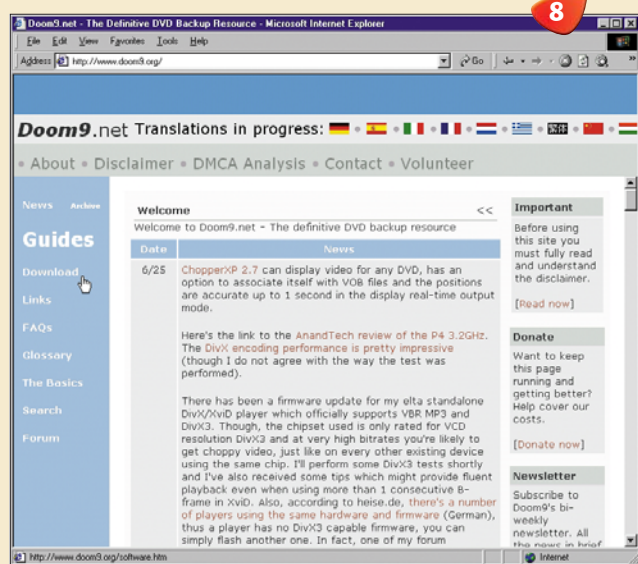 8
Doom9.net - The Definitive DVD Backup Resource - Microsoft Internet Explorer
File Edit View Favorites Tools Help
Address http://www.doom9.org/ Go »
Doom9.net Translations in progress:
• About • Disclaimer • DMCA Analysis • Contact • Volunteer
News Archive
Guides
Download
Links
FAQs
Glossary
The Basics
Search
Forum
Welcome <<
Welcome to Doom9.net - The definitive DVD backup resource
Date News
6/25 ChopperXP 2.7 can display video for any DVD, has an
option to associate itself with VOB files and the positions
are accurate up to 1 second in the display real-time output
mode.
Here's the link to the AnandTech review of the P4 3.2GHz.
The DivX encoding performance is pretty impressive
(though I do not agree with the way the test was
performed).
There has been a firmware update for my elta standalone
DivX/XviD player which officially supports VBR MP3 and
DivX3. Though, the chipset used is only rated for VCD
resolution DivX3 and at very high bitrates you're likely to
get choppy video, just like on every other existing device
using the same chip. I'll perform some DivX3 tests shortly
and I've also received some tips which might provide fluent
playback even when using more than 1 consecutive B-
frame in XviD. Also, according to heise.de, there's a number
of players using the same hardware and firmware (German),
thus a player has no DivX3 capable firmware, you can
simply flash another one. In fact, one of my forum
Important
Before using
this site you
must fully read
and understand
the disclaimer.
[Read now]
Donate
Want to keep
this page
running and
getting better?
Help cover our
costs.
[Donate now]
Newsletter
Subscribe to
Doom9's bi-
weekly
newsletter. All
the news in brief
http://www.doom9.org/software.htm Internet